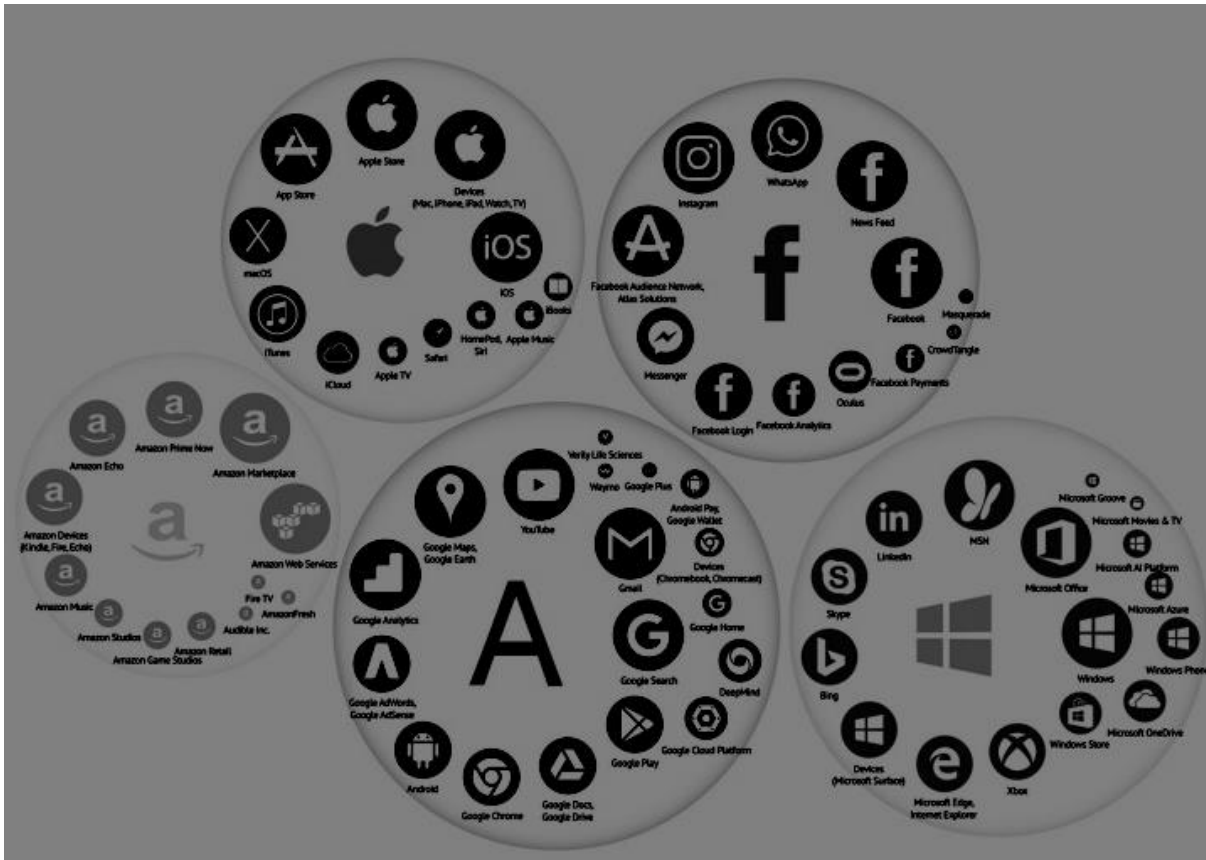 Apple Store
App Store
Devices
(Mac, iPhone, iPad, Watch, TV)
macOS
iOS
iOS
iBooks
iTunes
iCloud
Apple TV
Safari
HomePod,
Siri
Apple Music
WhatsApp
Instagram
News Feed
Facebook Audience Network,
Atlas Solutions
Facebook
Masquerade
CrowdTangle
Messenger
Facebook Payments
Oculus
Facebook Login
Facebook Analytics
Amazon Echo
Amazon Prime Now
Amazon Marketplace
Amazon Devices
(Kindle, Fire, Echo)
Amazon Web Services
Amazon Music
Fire TV
AmazonFresh
Amazon Studios
Audible Inc.
Amazon Game Studios
Amazon Retail
Verily Life Sciences
Waymo
Google Plus
YouTube
Android Pay,
Google Wallet
Google Maps,
Google Earth
Gmail
Devices
(Chromebook, Chromecast)
Google Analytics
Google Home
Google Search
DeepMind
Google AdWords,
Google AdSense
Google Cloud Platform
Google Play
Android
Google Chrome
Google Docs,
Google Drive
Microsoft Groove
Microsoft Movies & TV
MSN
in
LinkedIn
Microsoft Office
Microsoft AI Platform
Microsoft Azure
Skype
Windows Phone
Windows
Bing
Microsoft OneDrive
Windows Store
Devices
(Microsoft Surface)
Xbox
Microsoft Edge,
Internet Explorer